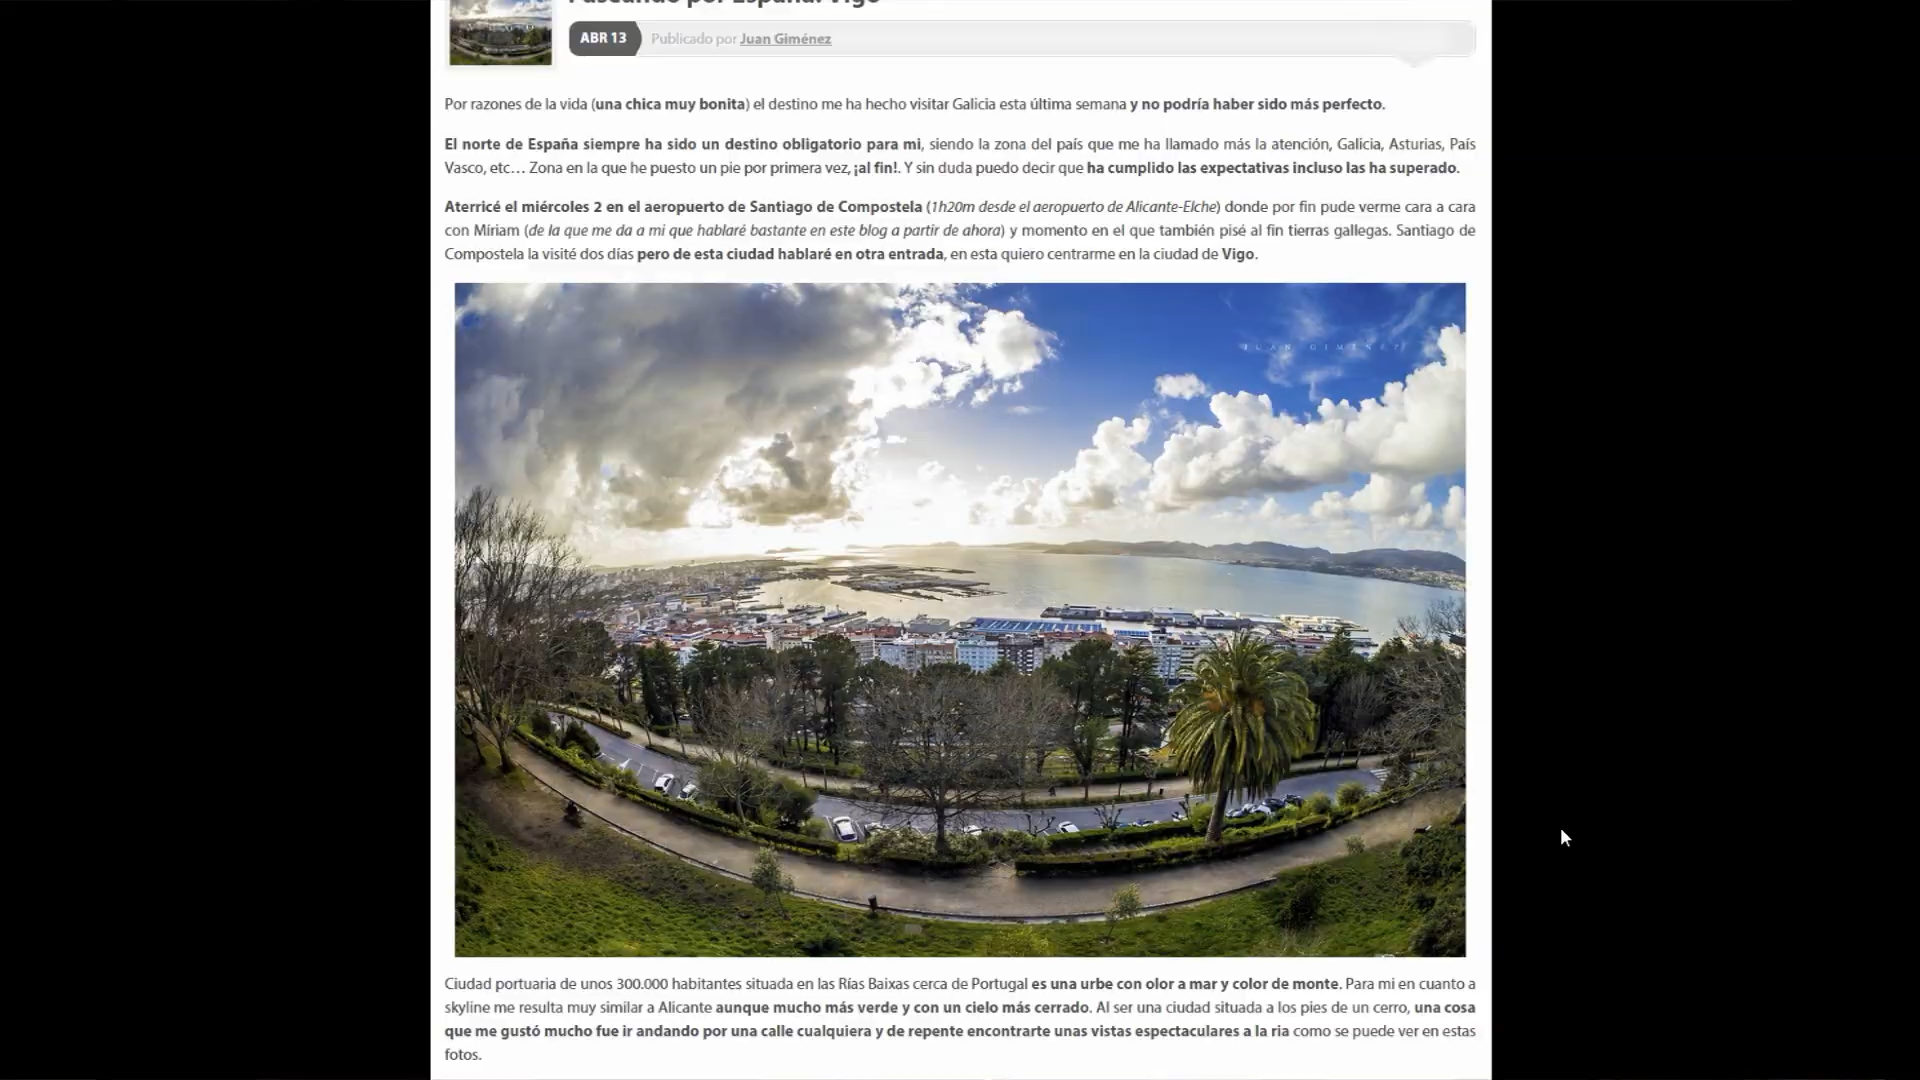 Paseando por España: Vigo
ABR 13 Publicado por Juan Giménez
Por razones de la vida (una chica muy bonita) el destino me ha hecho visitar Galicia esta última semana y no podría haber sido más perfecto.
El norte de España siempre ha sido un destino obligatorio para mi, siendo la zona del país que me ha llamado más la atención, Galicia, Asturias, País
Vasco, etc… Zona en la que he puesto un pie por primera vez, ¡al fin!. Y sin duda puedo decir que ha cumplido las expectativas incluso las ha superado.
Aterricé el miércoles 2 en el aeropuerto de Santiago de Compostela (1h20m desde el aeropuerto de Alicante-Elche) donde por fin pude verme cara a cara
con Miriam (de la que me da a mi que hablaré bastante en este blog a partir de ahora) y momento en el que también pisé al fin tierras gallegas. Santiago de
Compostela la visité dos días pero de esta ciudad hablaré en otra entrada, en esta quiero centrarme en la ciudad de Vigo.
JUAN GIMÉNEZ
Ciudad portuaria de unos 300.000 habitantes situada en las Rías Baixas cerca de Portugal es una urbe con olor a mar y color de monte. Para mi en cuanto a
skyline me resulta muy similar a Alicante aunque mucho más verde y con un cielo más cerrado. Al ser una ciudad situada a los pies de un cerro, una cosa
que me gustó mucho fue ir andando por una calle cualquiera y de repente encontrarte unas vistas espectaculares a la ria como se puede ver en estas
fotos.